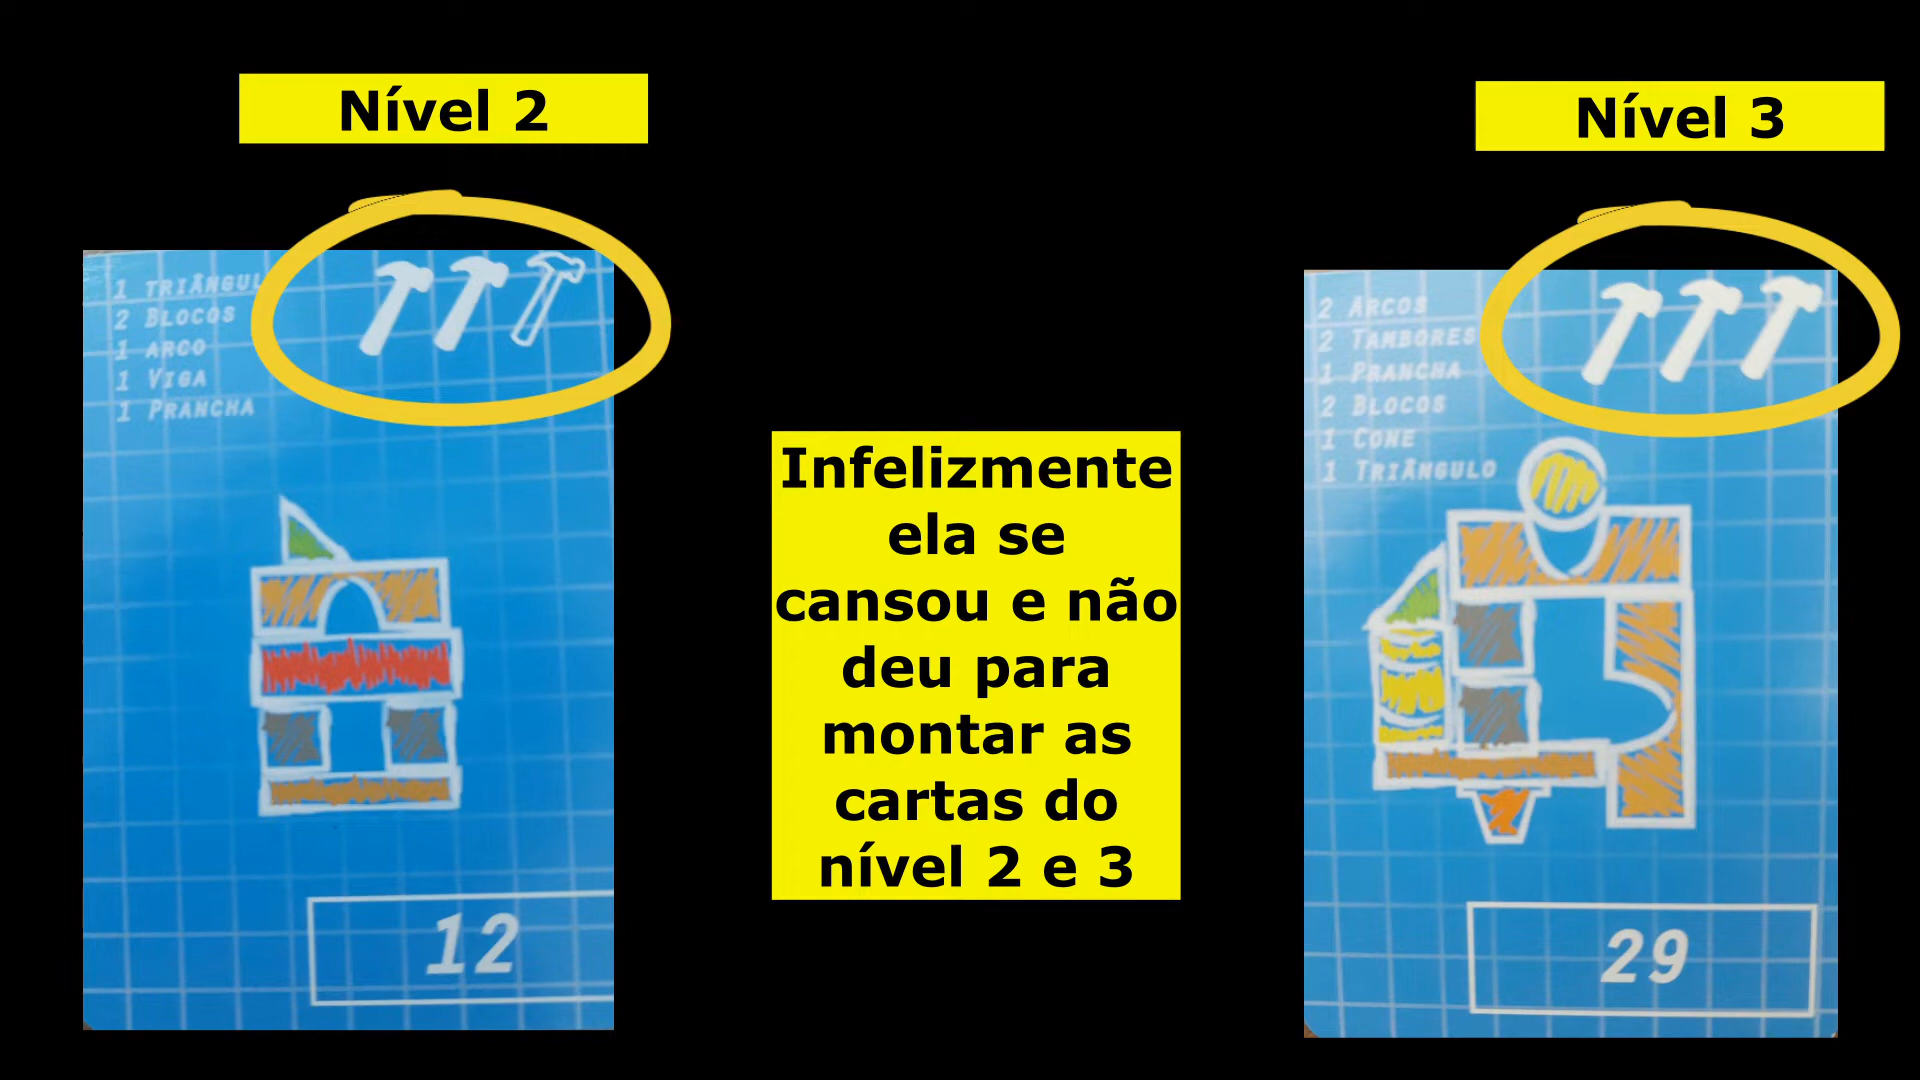 Nível 2
1 TRIÂNGUL
2 BLOCOS
1 ARCO
1 VIGA
1 PRANCHA
12
Infelizmente
ela se
cansou e não
deu para
montar as
cartas do
nível 2 e 3
Nível 3
2 ARCOS
2 TAMBORES
1 PRANCHA
2 BLOCOS
1 CONE
1 TRIÂNGULO
29